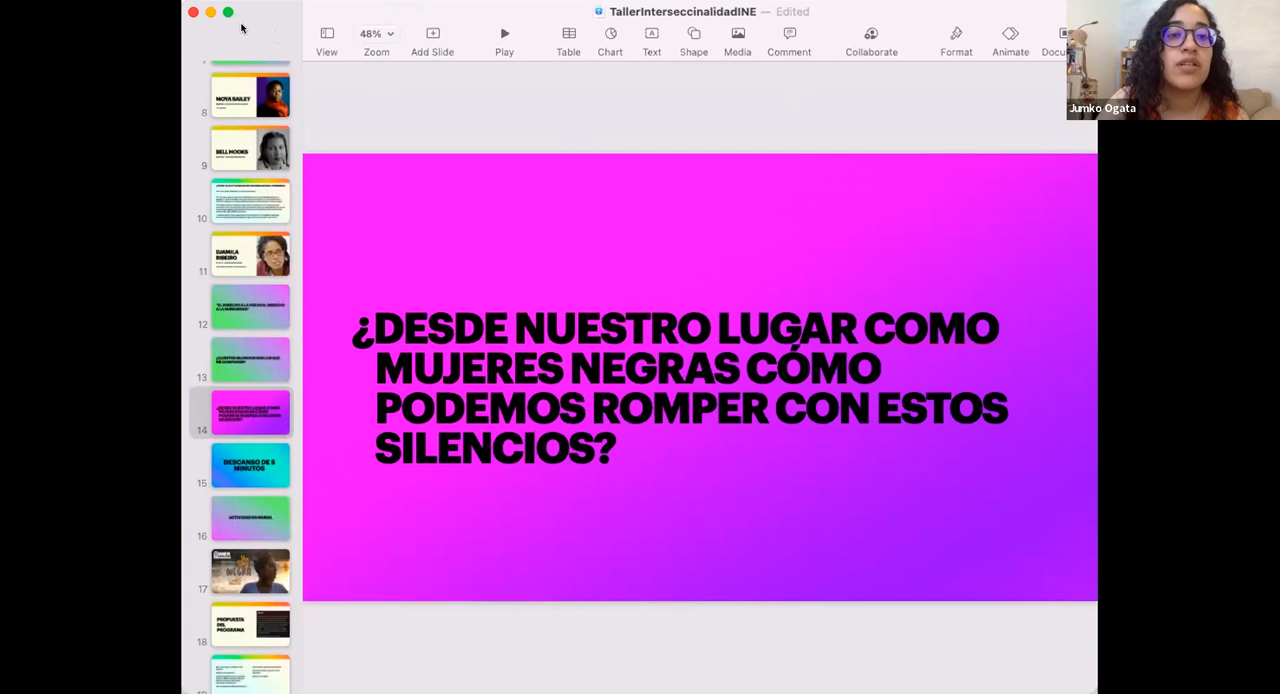 TallerInterseccinalidadINE — Edited
View
48%
Zoom
Add Slide
Play
Table
Chart
Text
Shape
Media
Comment
Collaborate
Format
Animate
Jumko Ogata
¿DESDE NUESTRO LUGAR COMO
MUJERES NEGRAS CÓMO
PODEMOS ROMPER CON ESTOS
SILENCIOS?
MOYA BAILEY
8
BELL HOOKS
9
10
DJAMILA
RIBEIRO
11
12
13
14
DESCANSO DE 5
MINUTOS
15
16
17
PROPUESTA
DEL
PROGRAMA
18